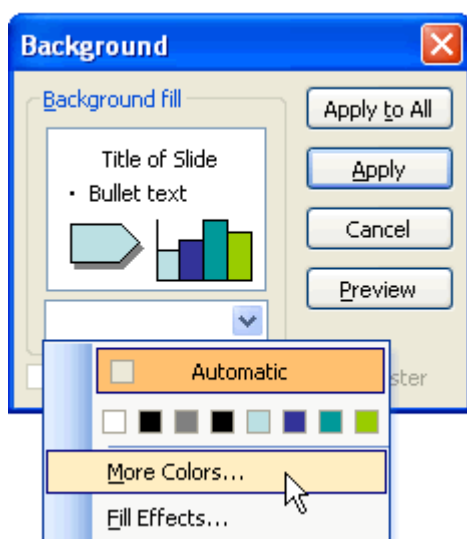 Background
Background fill
Apply to All
Title of Slide
• Bullet text
Apply
Cancel
Preview
Automatic
ster
More Colors...
Fill Effects...